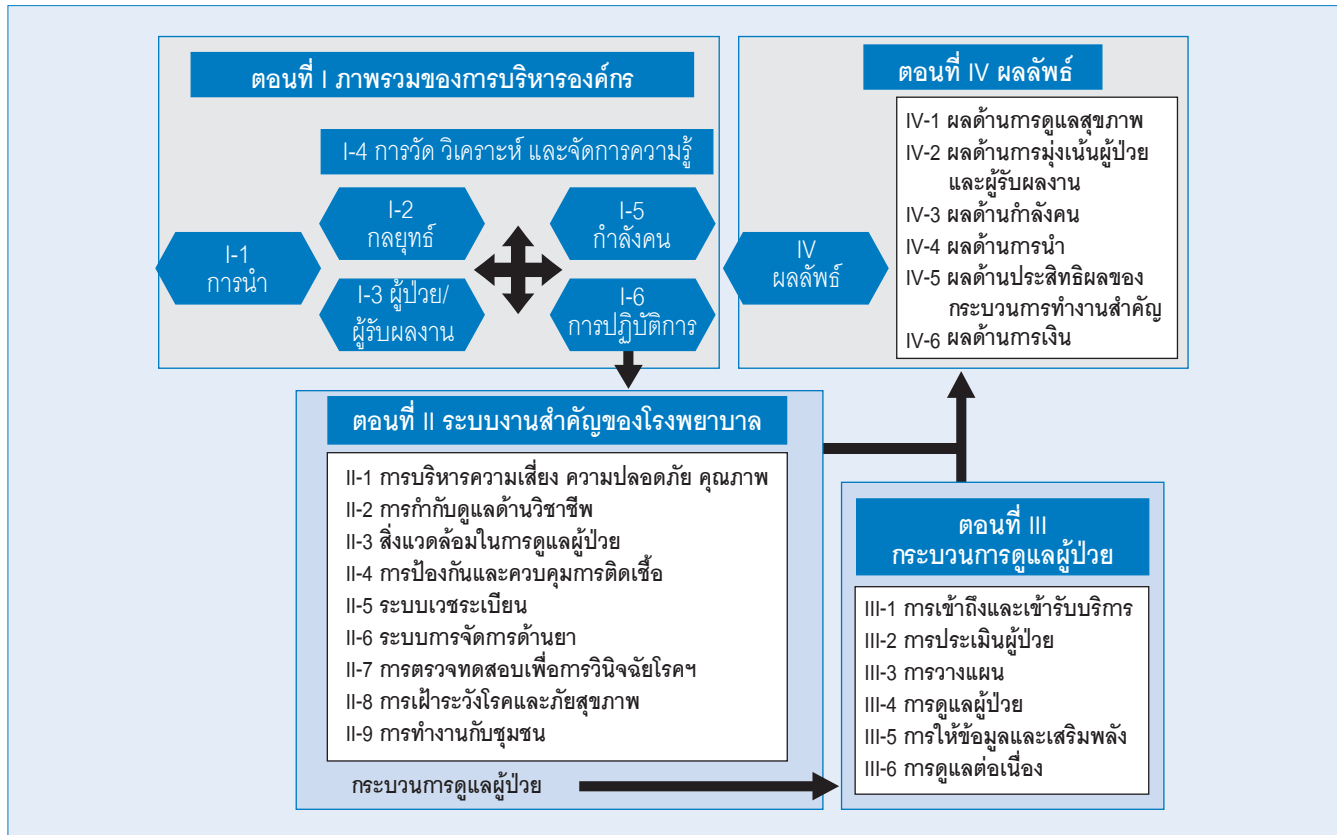 ตอนที่ I ภาพรวมของการบริหารองค์กร
I-4 การวัด วิเคราะห์ และจัดการความรู้
I-1
การนำ
I-2
กลยุทธ์
I-3 ผู้ป่วย/
ผู้รับผลงาน
I-5
กำลังคน
I-6
การปฏิบัติการ
ตอนที่ IV ผลลัพธ์
IV
ผลลัพธ์
IV-1 ผลด้านการดูแลสุขภาพ
IV-2 ผลด้านการมุ่งเน้นผู้ป่วย
และผู้รับผลงาน
IV-3 ผลด้านกำลังคน
IV-4 ผลด้านการนำ
IV-5 ผลด้านประสิทธิผลของ
กระบวนการทำงานสำคัญ
IV-6 ผลด้านการเงิน
ตอนที่ II ระบบงานสำคัญของโรงพยาบาล
II-1 การบริหารความเสี่ยง ความปลอดภัย คุณภาพ
II-2 การกำกับดูแลด้านวิชาชีพ
II-3 สิ่งแวดล้อมในการดูแลผู้ป่วย
II-4 การป้องกันและควบคุมการติดเชื้อ
II-5 ระบบเวชระเบียน
II-6 ระบบการจัดการด้านยา
II-7 การตรวจทดสอบเพื่อการวินิจฉัยโรคฯ
II-8 การเฝ้าระวังโรคและภัยสุขภาพ
II-9 การทำงานกับชุมชน
กระบวนการดูแลผู้ป่วย
ตอนที่ III
กระบวนการดูแลผู้ป่วย
III-1 การเข้าถึงและเข้ารับบริการ
III-2 การประเมินผู้ป่วย
III-3 การวางแผน
III-4 การดูแลผู้ป่วย
III-5 การให้ข้อมูลและเสริมพลัง
III-6 การดูแลต่อเนื่อง